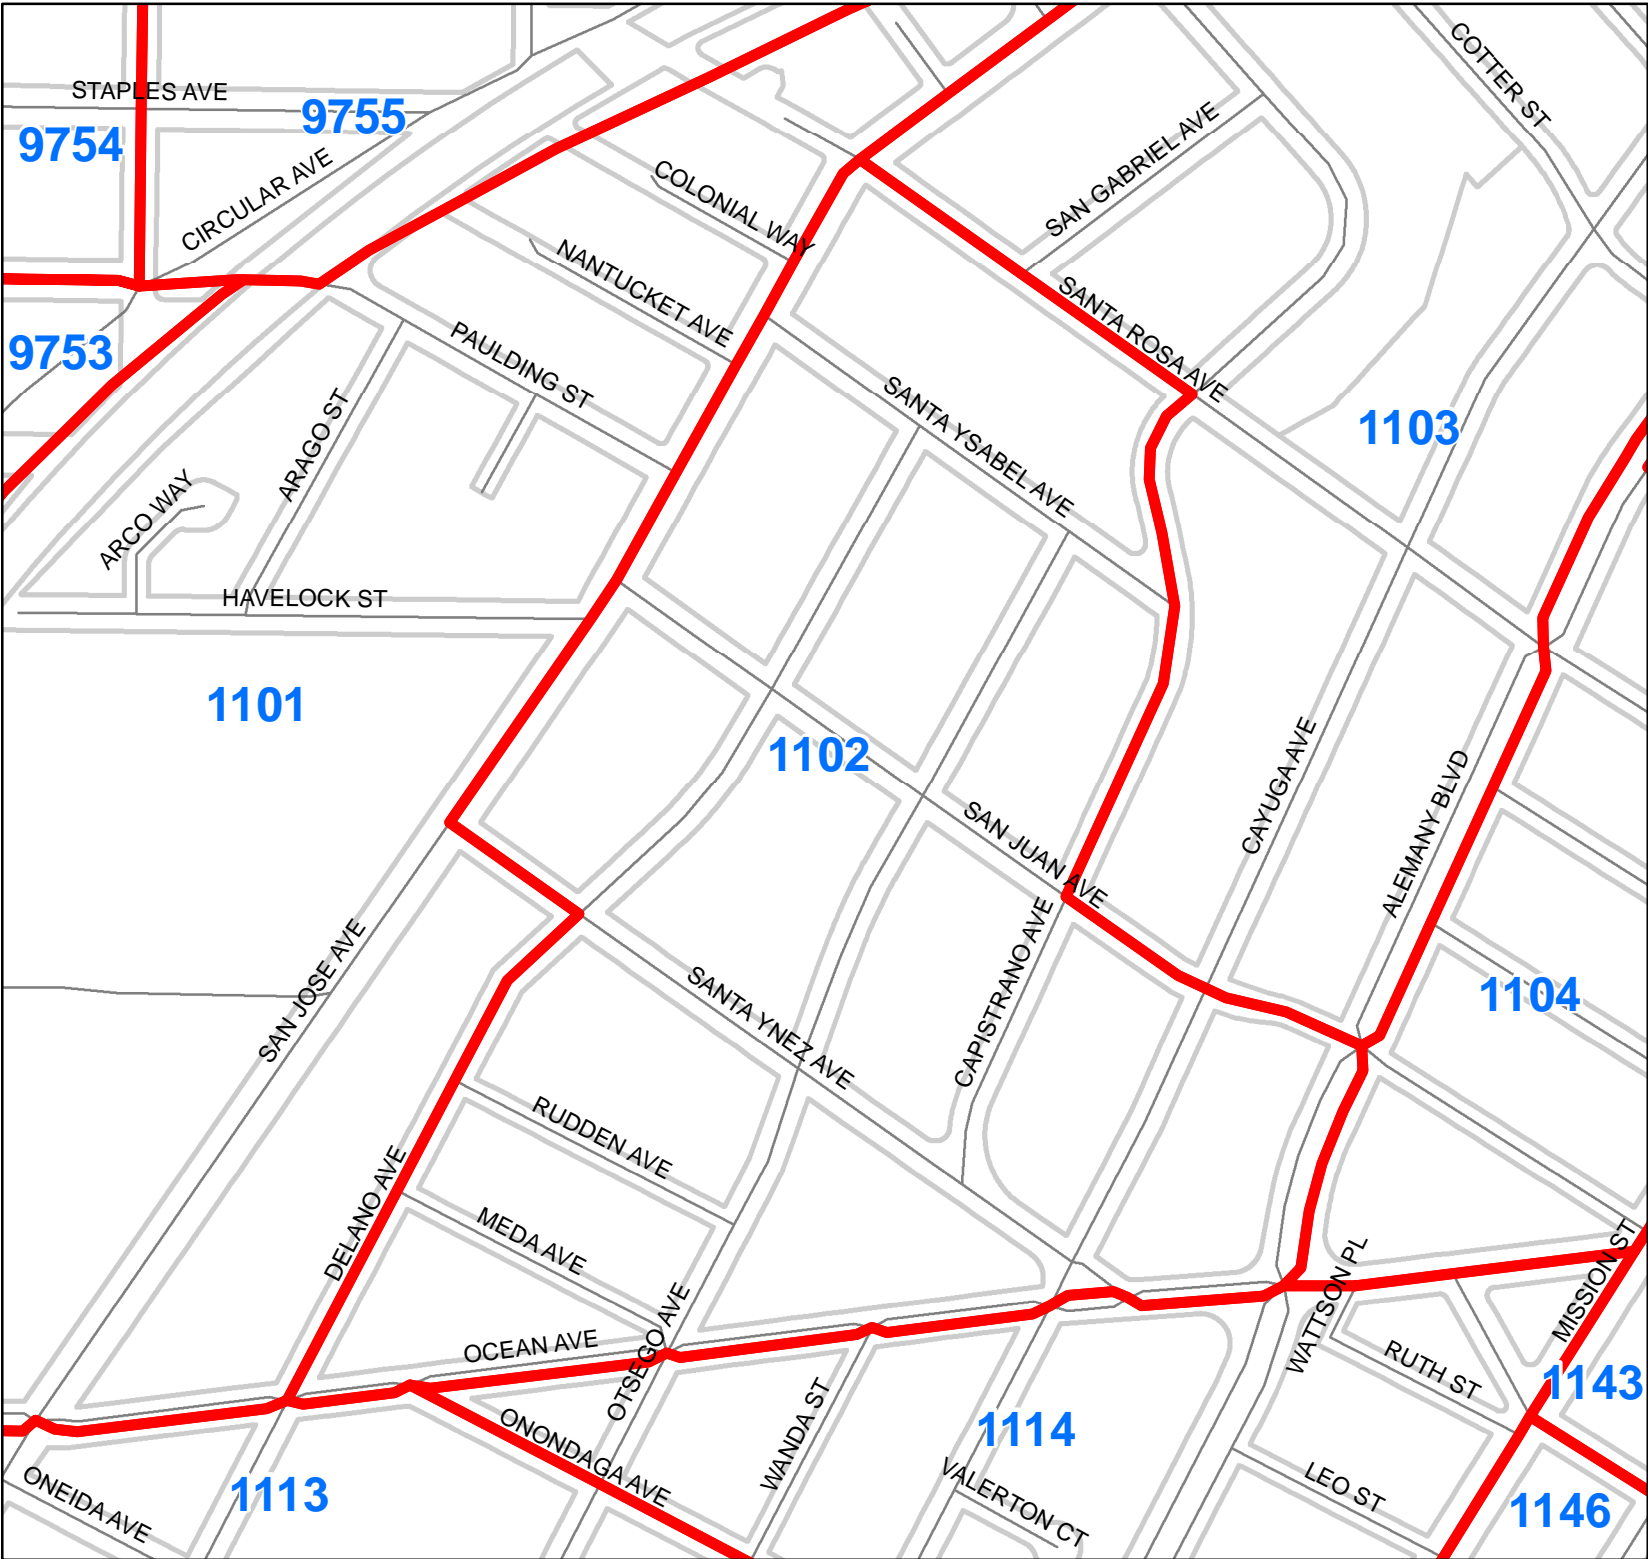 COTTER ST
STAPLES AVE
9755
9754
CIRCULAR AVE
COLONIAL WAY
SAN GABRIEL AVE
NANTUCKET AVE
SANTA ROSA AVE
9753
PAULDING ST
ARAGO ST
SANTA YSABEL AVE
1103
ARCO WAY
HAVELOCK ST
1101
1102
CAYUGA AVE
ALEMANY BLVD
SAN JUAN AVE
SAN JOSE AVE
SANTA YNEZ AVE
CAPISTRANO AVE
1104
RUDDEN AVE
DELANO AVE
MEDA AVE
OCEAN AVE
OTSEGO AVE
WATTSON PL
MISSION ST
RUTH ST
1143
ONONDAGA AVE
WANDA ST
1114
1113
ONEIDA AVE
VALERTON CT
LEO ST
1146